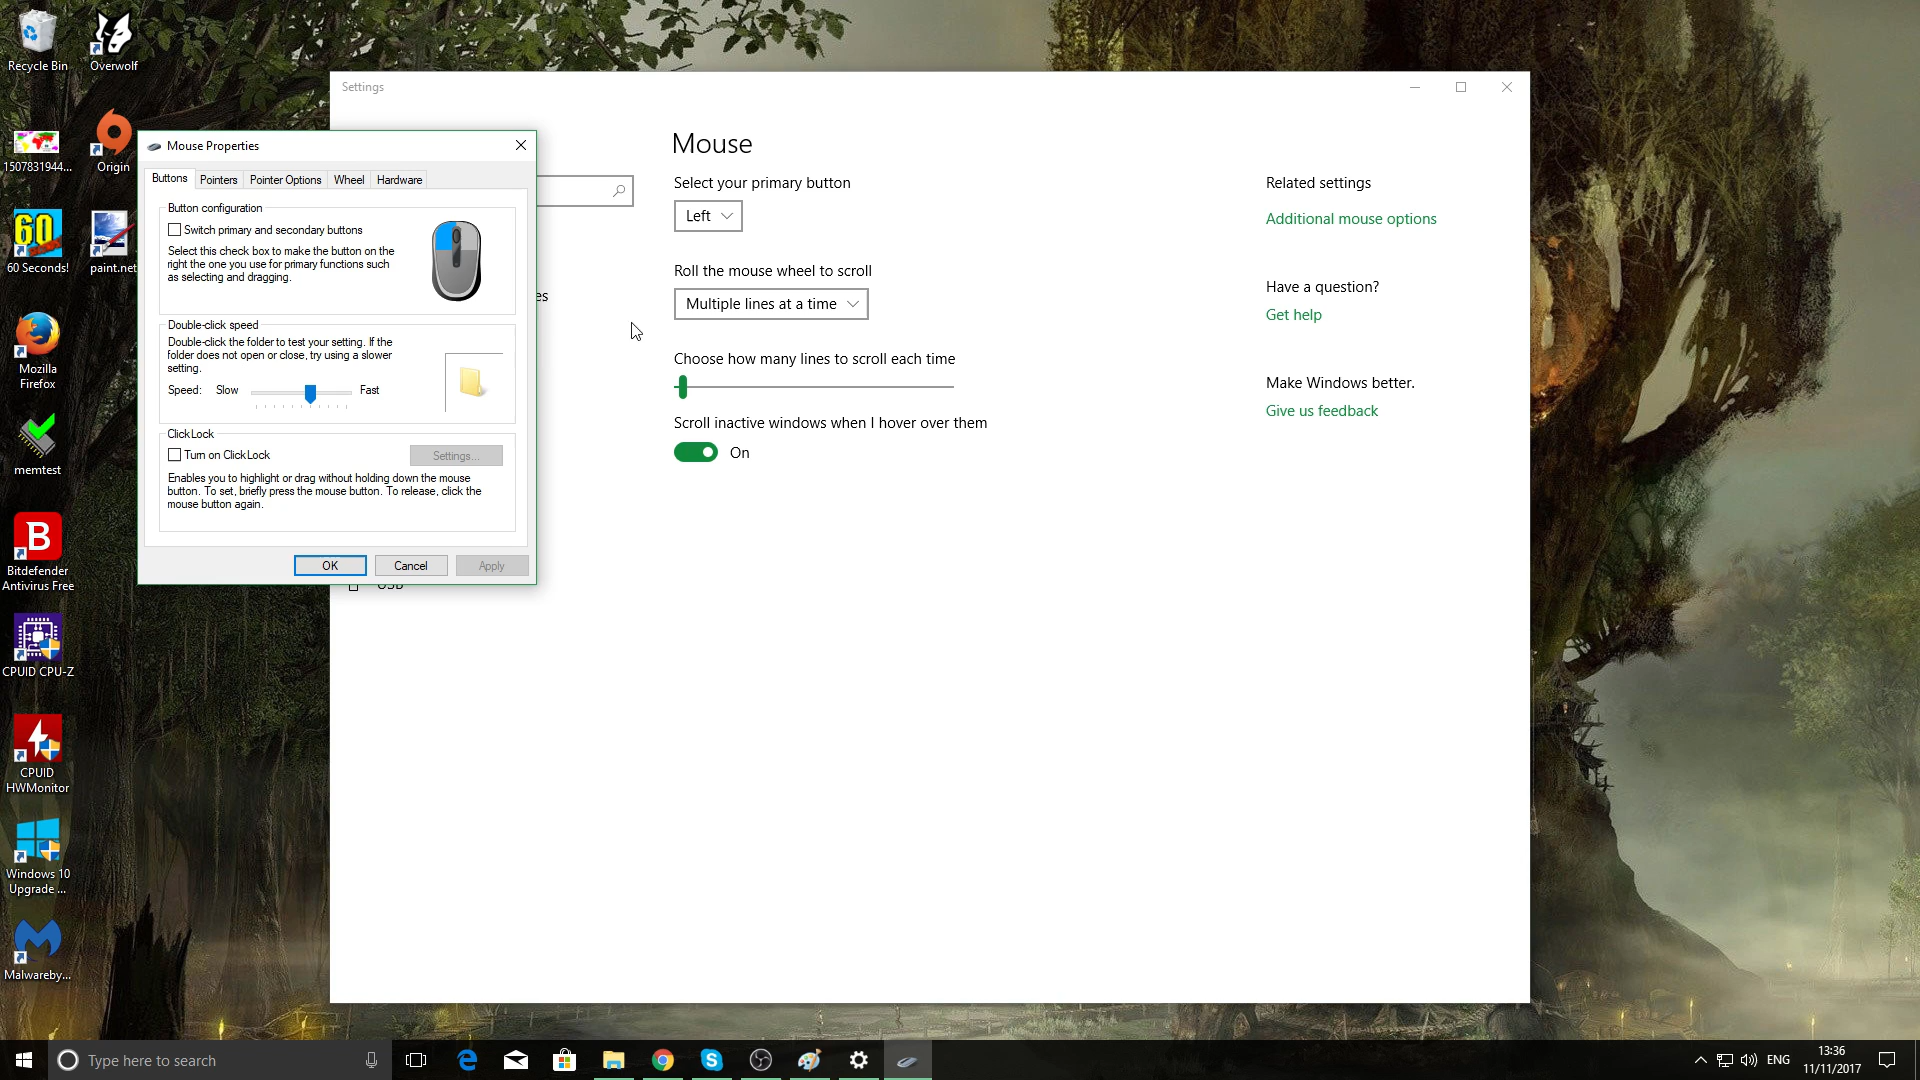 Recycle Bin
Overwolf
1507831944...
Origin
60
60 Seconds!
paint.net
Mozilla
Firefox
memtest
B
Bitdefender
Antivirus Free
CPUID CPU-Z
CPUID
HWMonitor
Windows 10
Upgrade ...
Malwareby...
Settings
Mouse Properties
Buttons
Pointers
Pointer Options
Wheel
Hardware
Button configuration
Switch primary and secondary buttons
Select this check box to make the button on the
right the one you use for primary functions such
as selecting and dragging.
Double-click speed
Double-click the folder to test your setting. If the
folder does not open or close, try using a slower
setting.
Speed: Slow Fast
ClickLock
Turn on ClickLock
Settings...
Enables you to highlight or drag without holding down the mouse
button. To set, briefly press the mouse button. To release, click the
mouse button again.
OK
Cancel
Apply
es
USB
Mouse
Select your primary button
Left
Roll the mouse wheel to scroll
Multiple lines at a time
Choose how many lines to scroll each time
Scroll inactive windows when I hover over them
On
Related settings
Additional mouse options
Have a question?
Get help
Make Windows better.
Give us feedback
Type here to search
ENG
13:36
11/11/2017